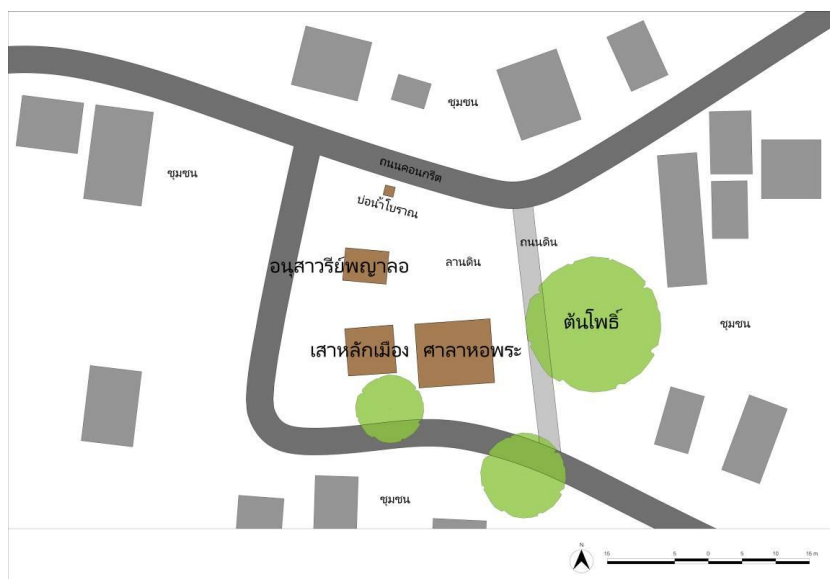 ชุมชน
ถนนคอนกรีต
ชุมชน
บ่อน้ำโบราณ
ถนนดิน
อนุสาวรีย์พญาลอ
ลานดิน
ต้นโพธิ์
ชุมชน
เสาหลักเมือง
ศาลาหอพระ
ชุมชน
N
15 5 0 5 10 15 m